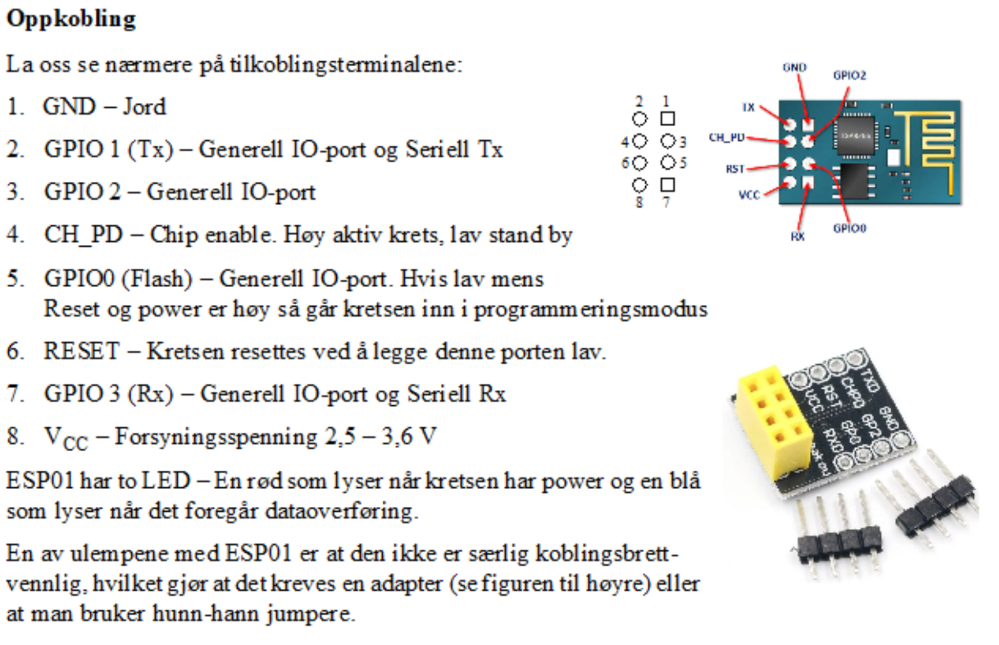 Oppkobling
La oss se nærmere på tilkoblingsterminalene:
1. GND – Jord
2. GPIO 1 (Tx) – Generell IO-port og Seriell Tx
3. GPIO 2 – Generell IO-port
4. CH_PD – Chip enable. Høy aktiv krets, lav stand by
5. GPIO0 (Flash) – Generell IO-port. Hvis lav mens
Reset og power er høy så går kretsen inn i programmeringsmodus
6. RESET – Kretsen resettes ved å legge denne porten lav.
7. GPIO 3 (Rx) – Generell IO-port og Seriell Rx
8. VCC – Forsyningsspenning 2,5 – 3,6 V
ESP01 har to LED – En rød som lyser når kretsen har power og en blå
som lyser når det foregår dataoverføring.
En av ulempene med ESP01 er at den ikke er særlig koblingsbrett-
vennlig, hvilket gjør at det kreves en adapter (se figuren til høyre) eller
at man bruker hunn-hann jumpere.
2 1
4 3
6 5
8 7
GND
GPIO2
TX
CH_PD
RST
VCC
RX
GPIO0
VCC
RST
CHPD
TXD
RXD
GP0
GP2
GND